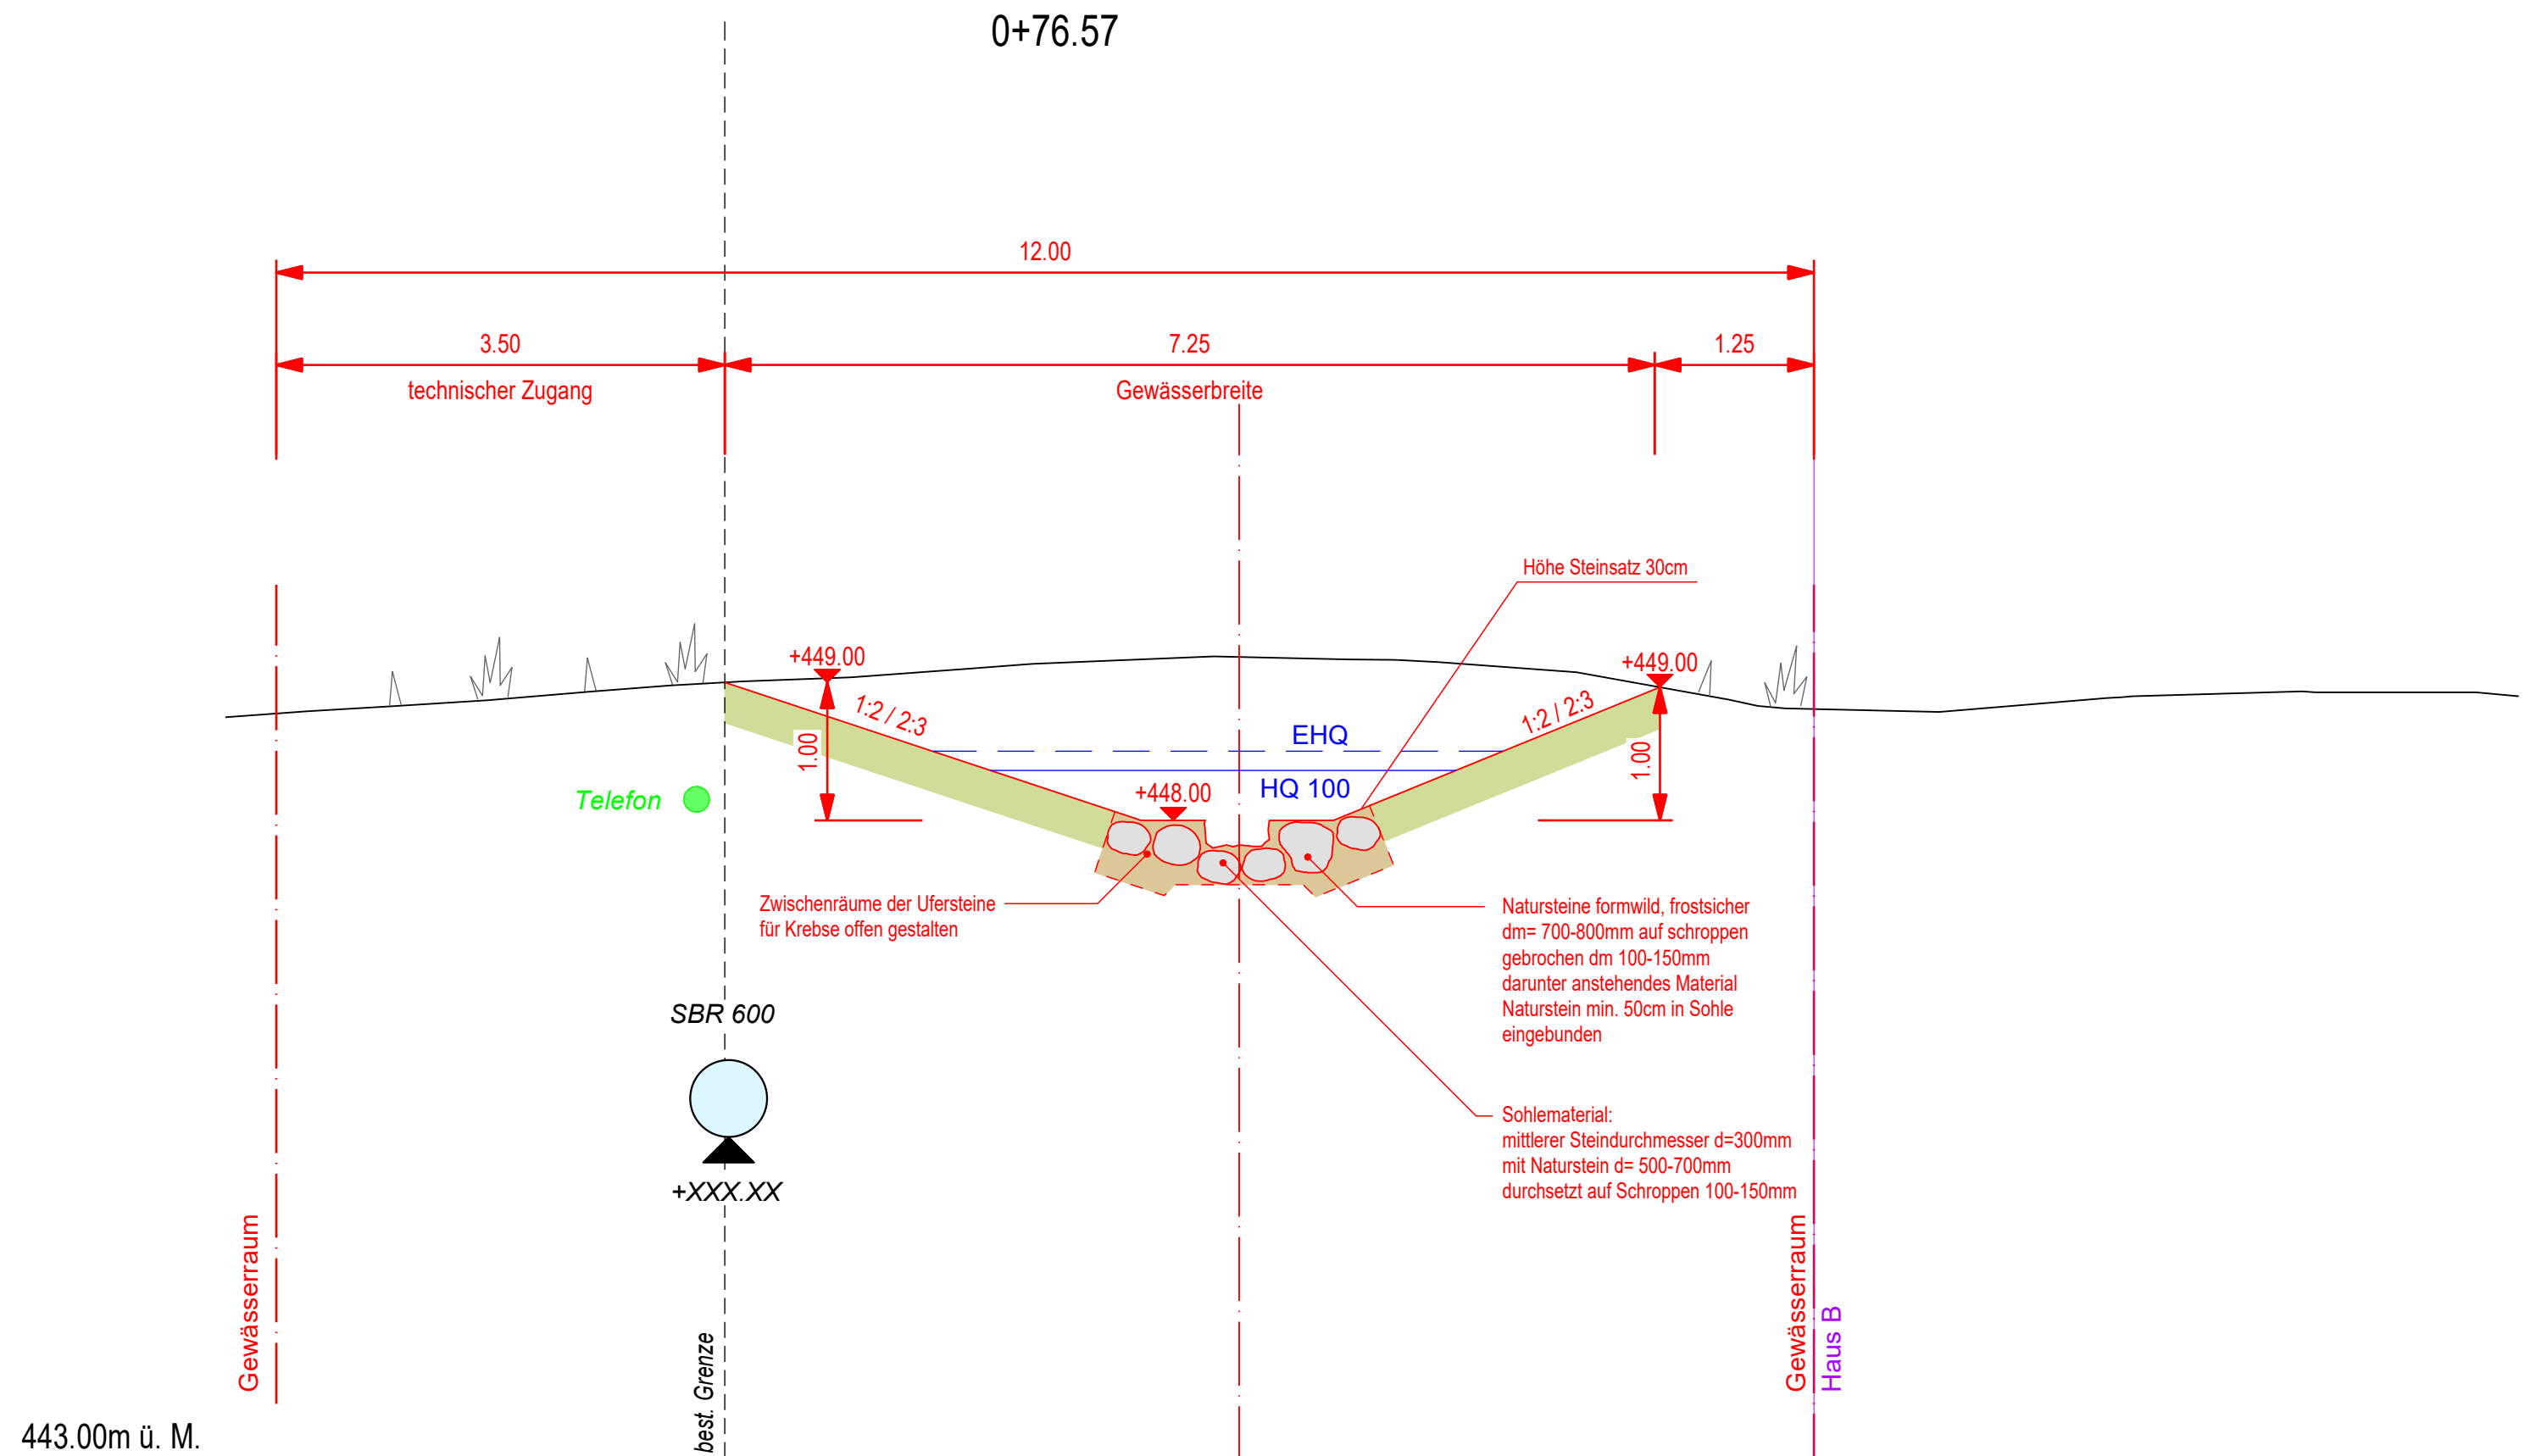 0+76.57
12.00
3.50
7.25
1.25
technischer Zugang
Gewässerbreite
Höhe Steinsatz 30cm
+449.00
+449.00
1:2 / 2:3
1:2 / 2:3
EHQ
1.00
1.00
HQ 100
+448.00
Telefon
Zwischenräume der Ufersteine
für Krebse offen gestalten
Natursteine formwild, frostsicher
dm= 700-800mm auf schroppen
gebrochen dm 100-150mm
darunter anstehendes Material
Naturstein min. 50cm in Sohle
eingebunden
SBR 600
Sohlematerial:
mittlerer Steindurchmesser d=300mm
mit Naturstein d= 500-700mm
durchsetzt auf Schroppen 100-150mm
+XXX.XX
Gewässerraum
best. Grenze
Gewässerraum
Haus B
443.00m ü. M.